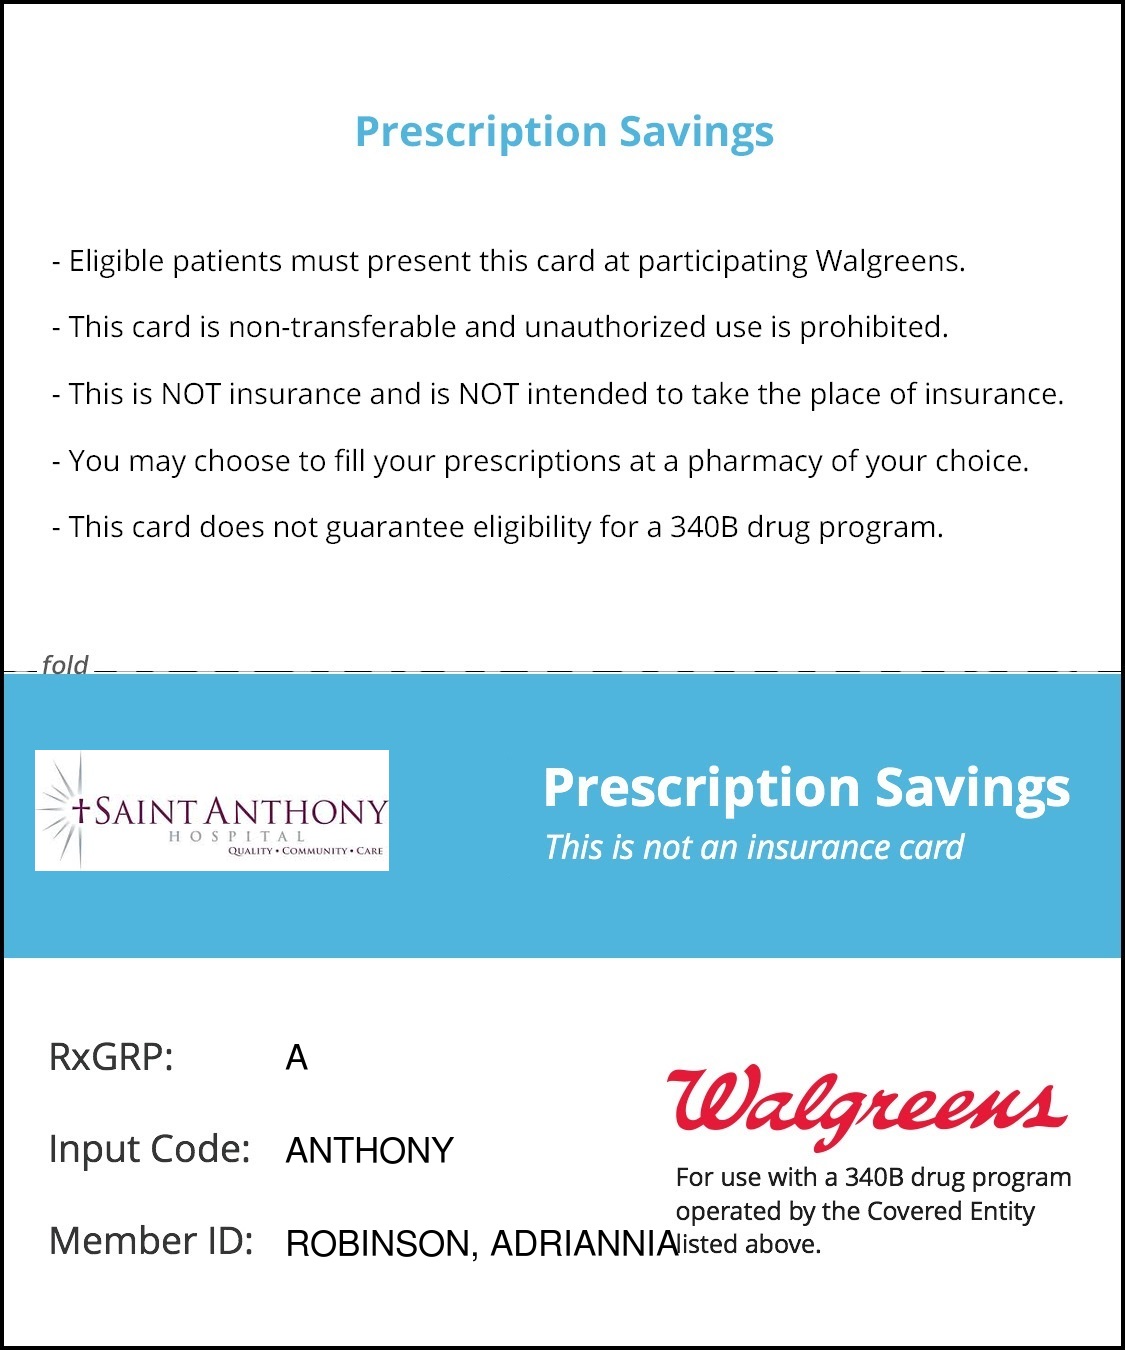 Prescription Savings
- Eligible patients must present this card at participating Walgreens.
- This card is non-transferable and unauthorized use is prohibited.
- This is NOT insurance and is NOT intended to take the place of insurance.
- You may choose to fill your prescriptions at a pharmacy of your choice.
- This card does not guarantee eligibility for a 340B drug program.
fold
SAINT ANTHONY
HOSPITAL
QUALITY • COMMUNITY • CARE
Prescription Savings
This is not an insurance card
RxGRP: A
Input Code: ANTHONY
Member ID: ROBINSON, ADRIANNIA
Walgreens
For use with a 340B drug program
operated by the Covered Entity
listed above.